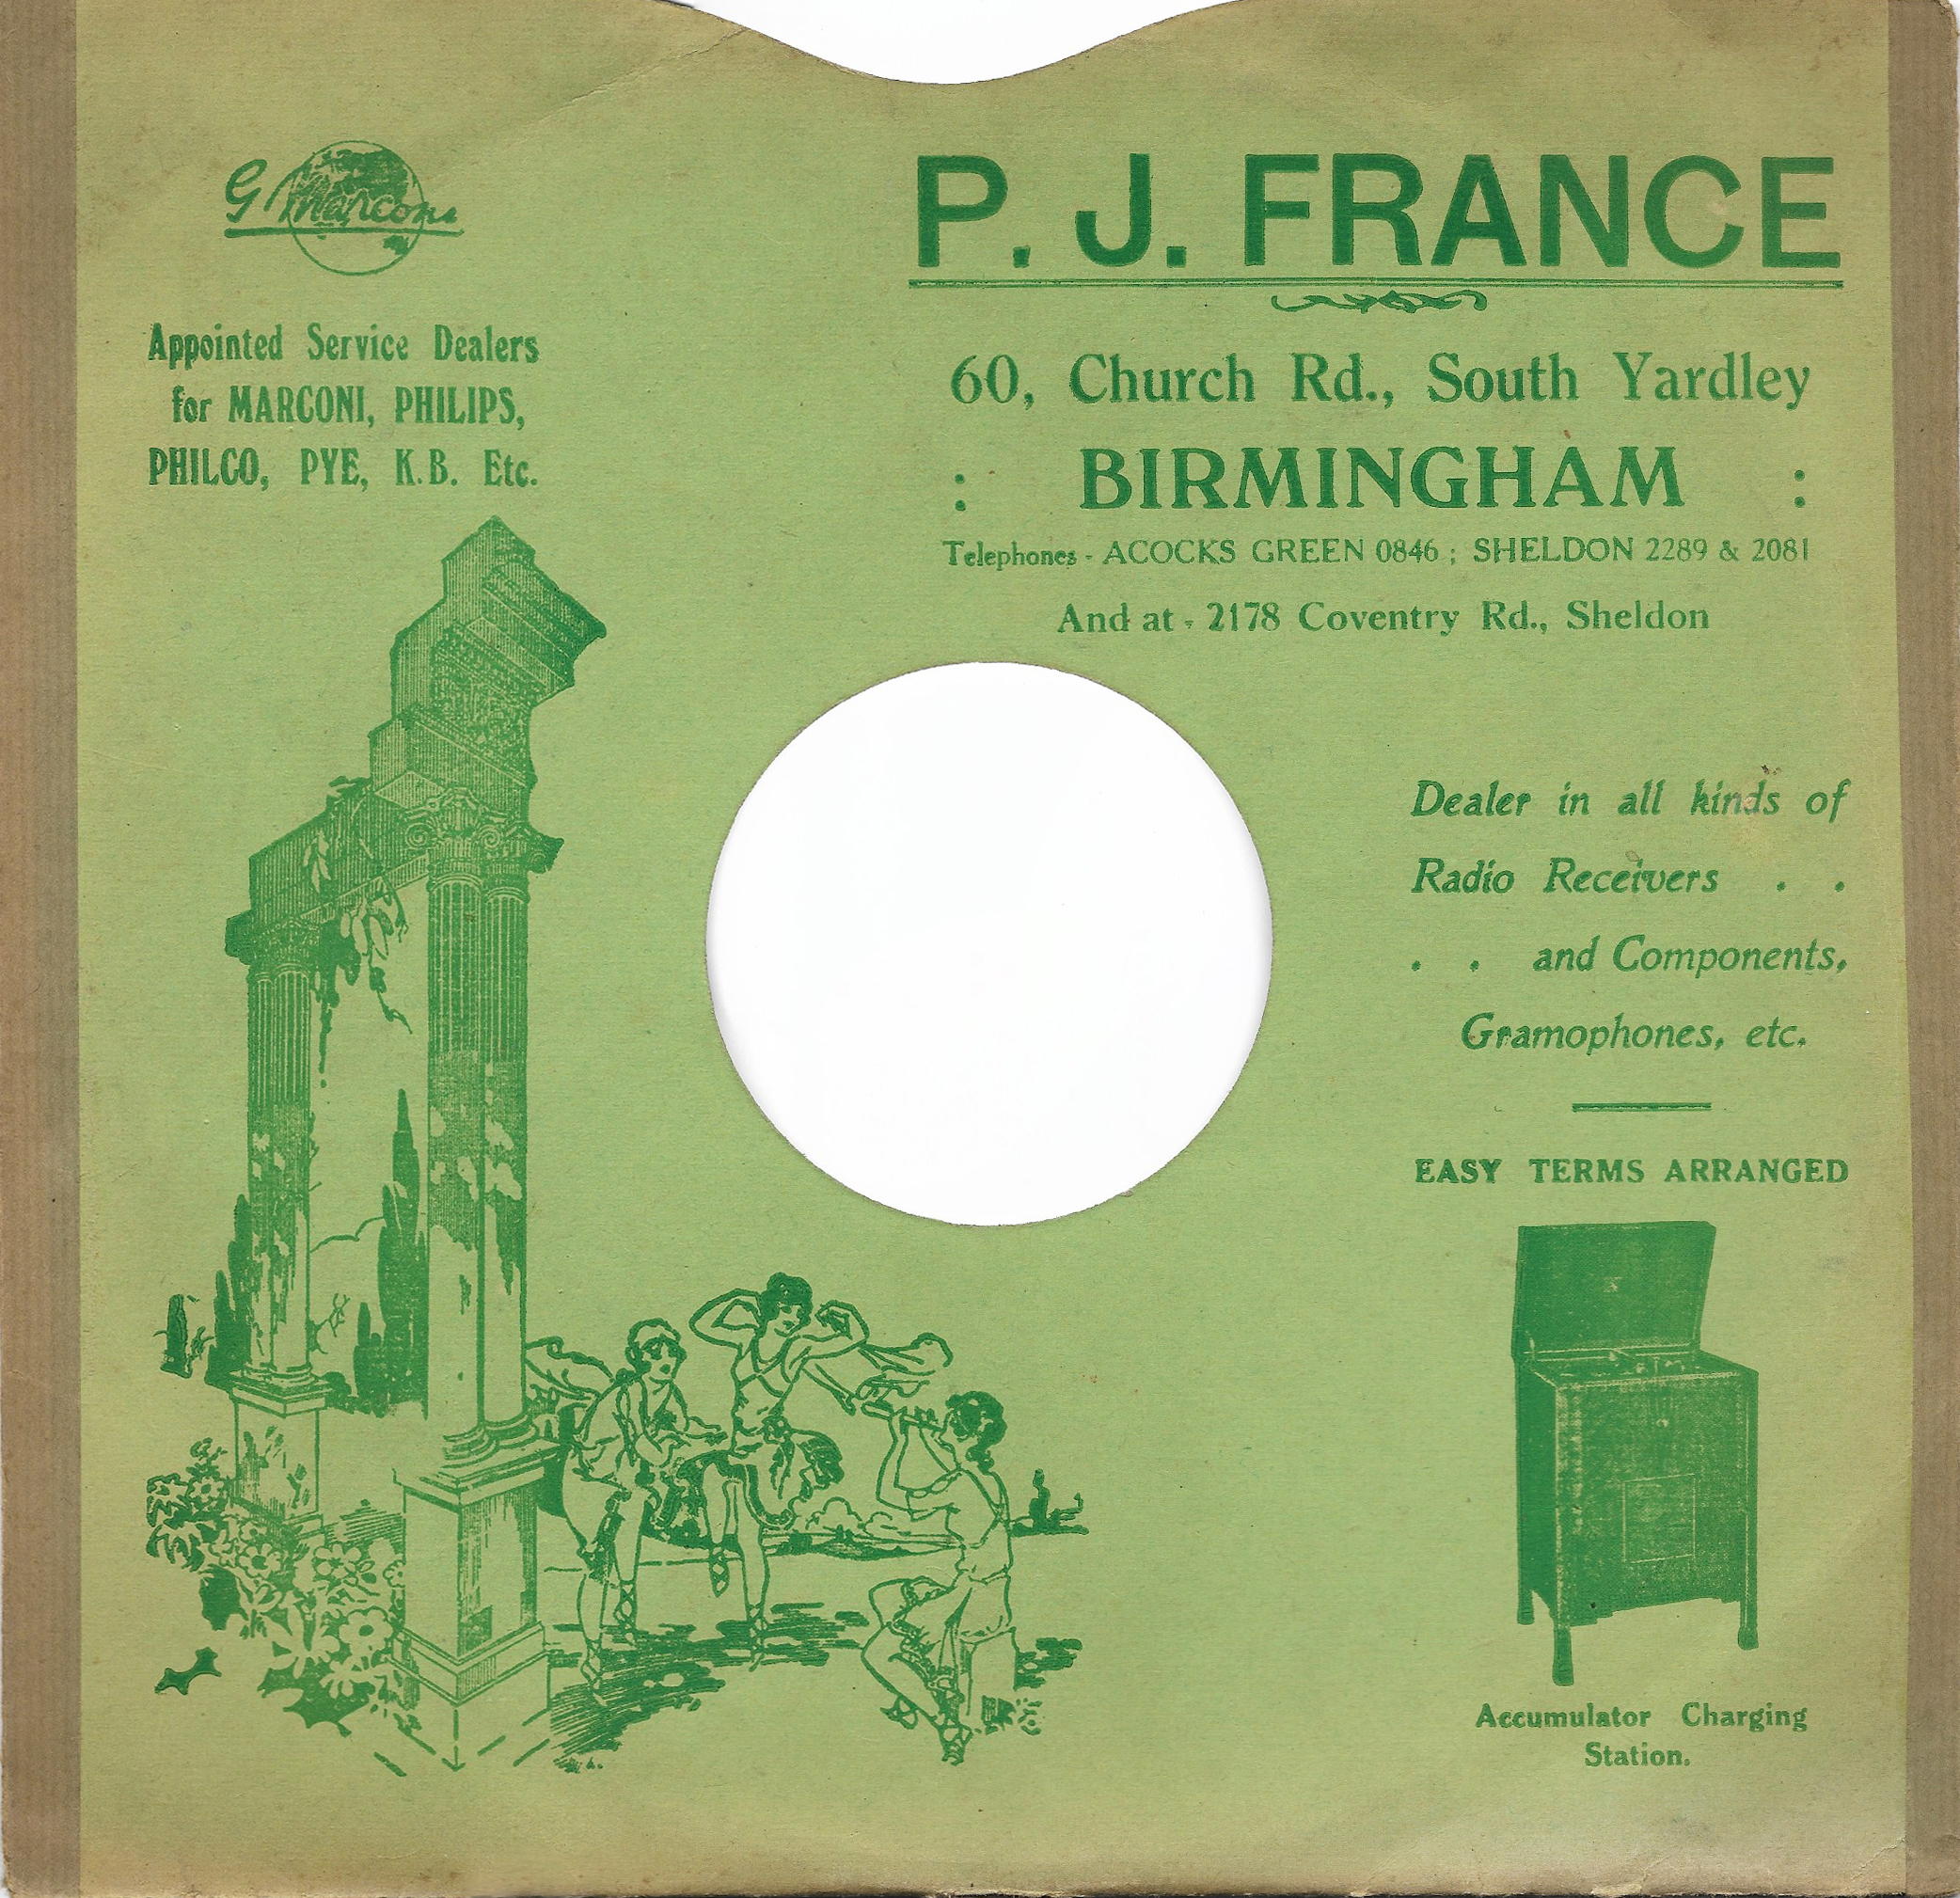 G Marconi
Appointed Service Dealers
for MARCONI, PHILIPS,
PHILCO, PYE, K.B. Etc.
P. J. FRANCE
60, Church Rd., South Yardley
: BIRMINGHAM :
Telephones - ACOCKS GREEN 0846 ; SHELDON 2289 & 2081
And at - 2178 Coventry Rd., Sheldon
Dealer in all kinds of
Radio Receivers . .
. . and Components,
Gramophones, etc.
EASY TERMS ARRANGED
Accumulator Charging
Station.